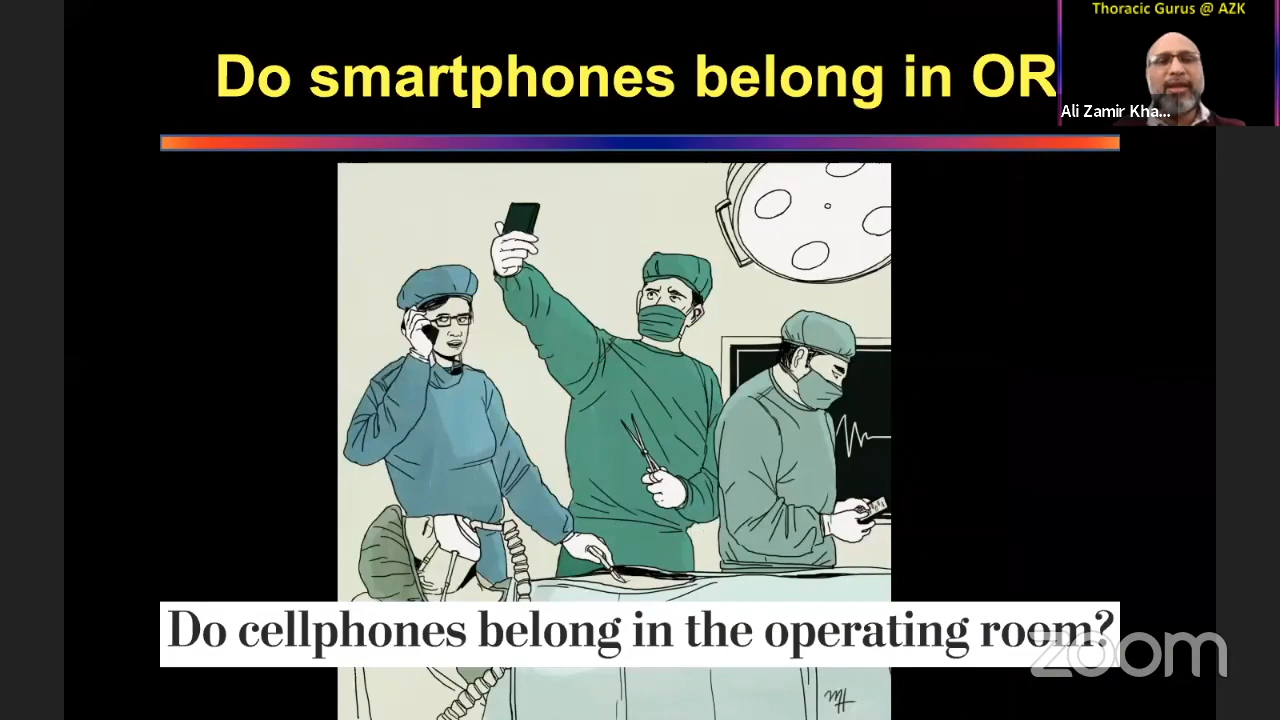 Thoracic Gurus @ AZK
Do smartphones belong in OR
Ali Zamir Kha...
Do cellphones belong in the operating room?
zoom
MH